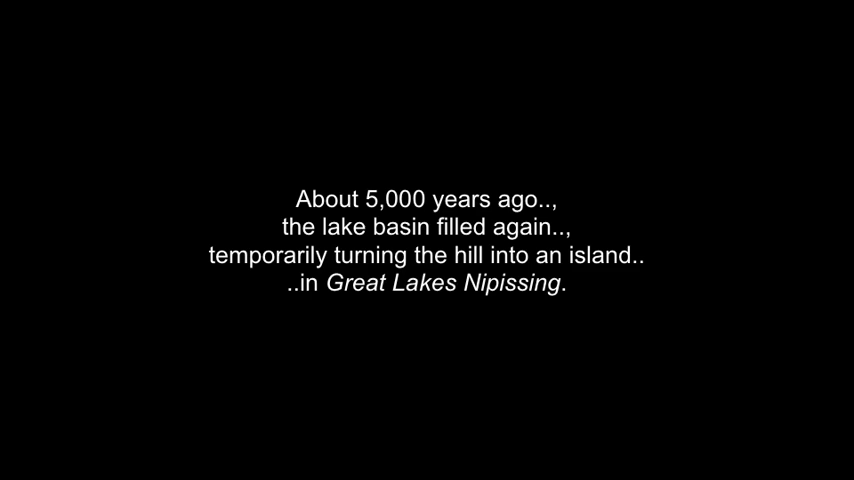 About 5,000 years ago..,
the lake basin filled again..,
temporarily turning the hill into an island..
..in Great Lakes Nipissing.